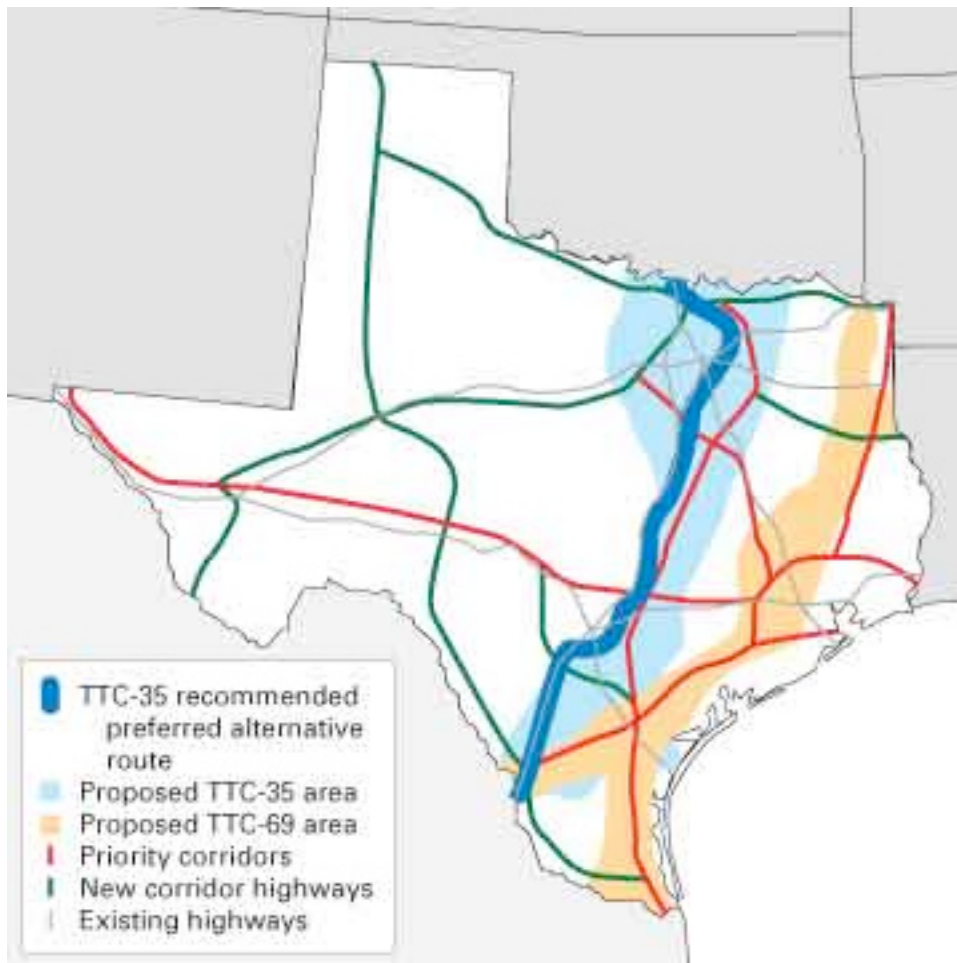 TTC-35 recommended
preferred alternative
route
Proposed TTC-35 area
Proposed TTC-69 area
Priority corridors
New corridor highways
Existing highways